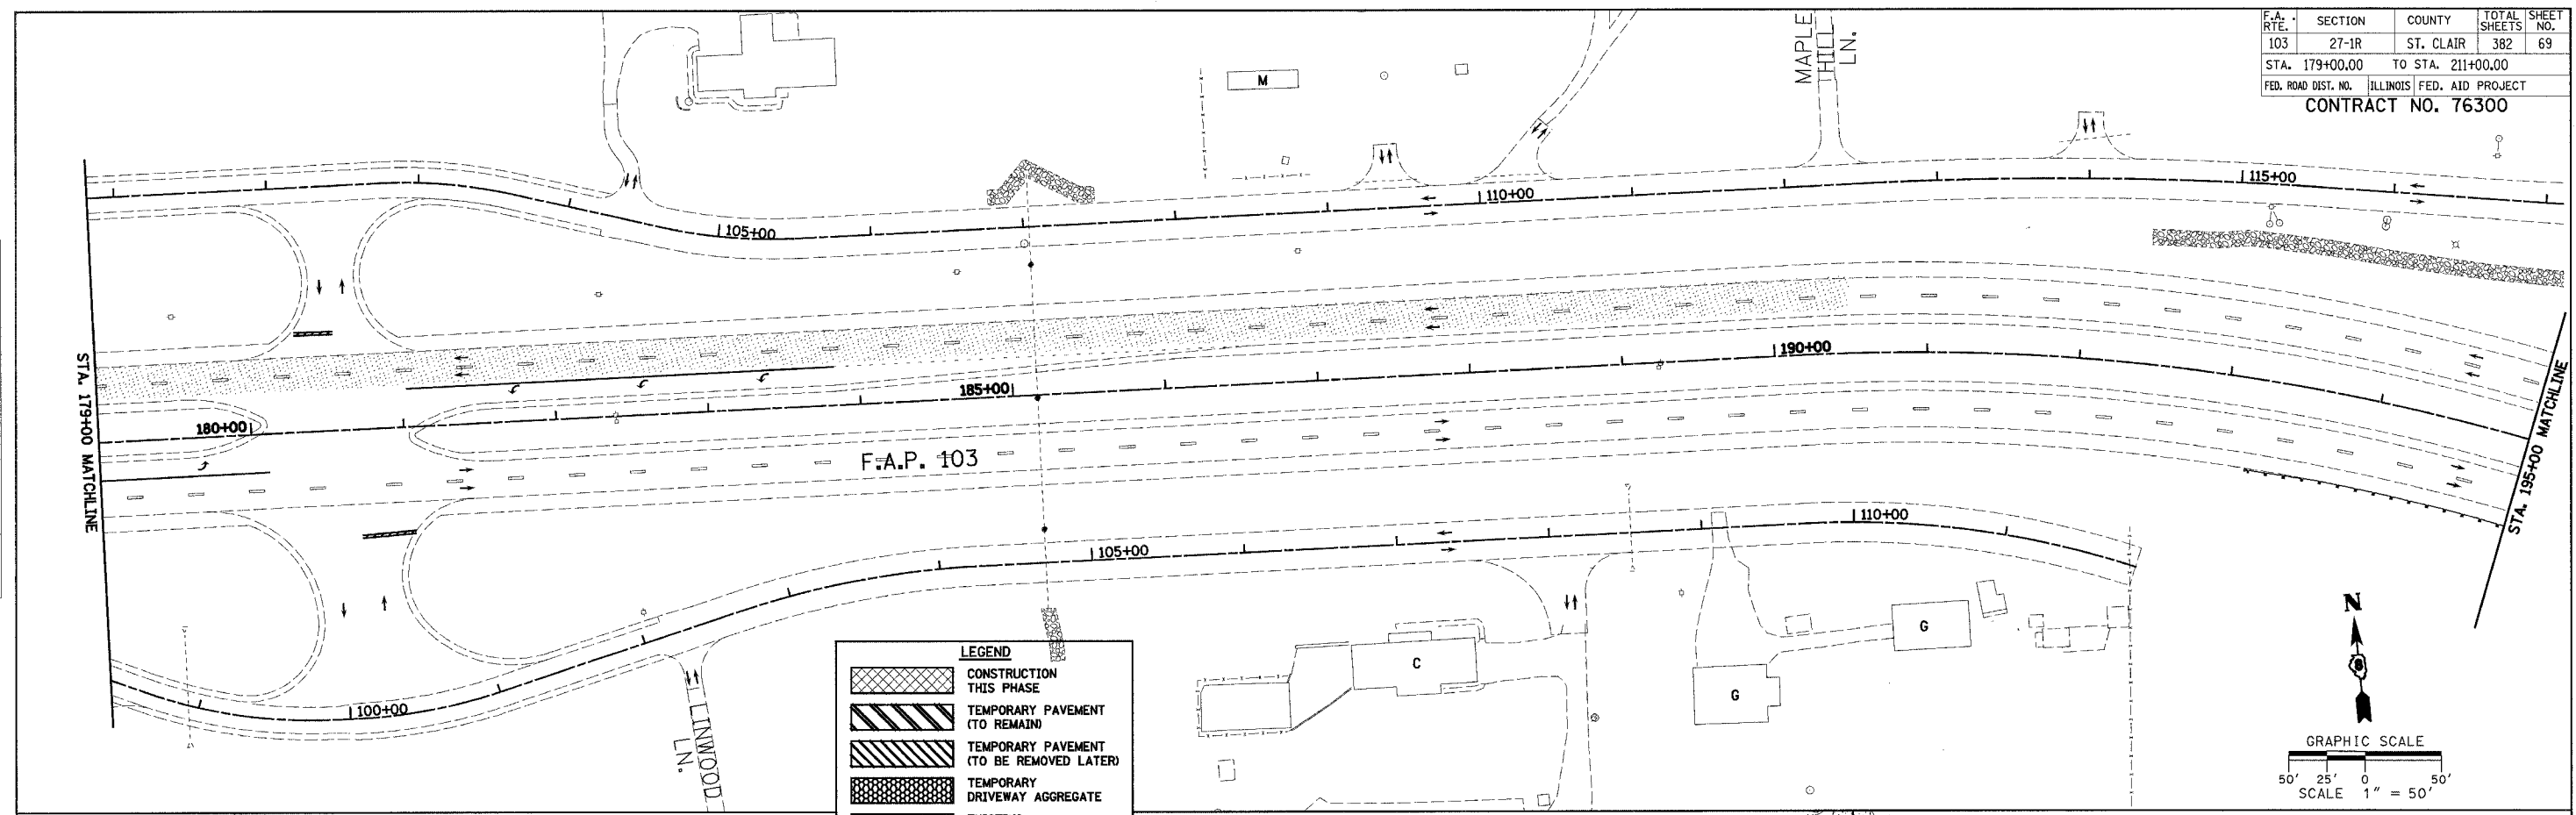 F.A. RTE. SECTION COUNTY TOTAL SHEETS SHEET NO.
103 27-1R ST. CLAIR 382 69
STA. 179+00.00 TO STA. 211+00.00
FED. ROAD DIST. NO. ILLINOIS FED. AID PROJECT
CONTRACT NO. 76300
MAPLE HILL LN.
M
115+00
110+00
105+00
190+00
185+00
180+00
STA. 179+00 MATCHLINE
STA. 195+00 MATCHLINE
F.A.P. 103
110+00
105+00
100+00
LINWOOD LN.
C
G
G
N
GRAPHIC SCALE
50' 25' 0 50'
SCALE 1" = 50'
LEGEND
CONSTRUCTION
THIS PHASE
TEMPORARY PAVEMENT
(TO REMAIN)
TEMPORARY PAVEMENT
(TO BE REMOVED LATER)
TEMPORARY
DRIVEWAY AGGREGATE